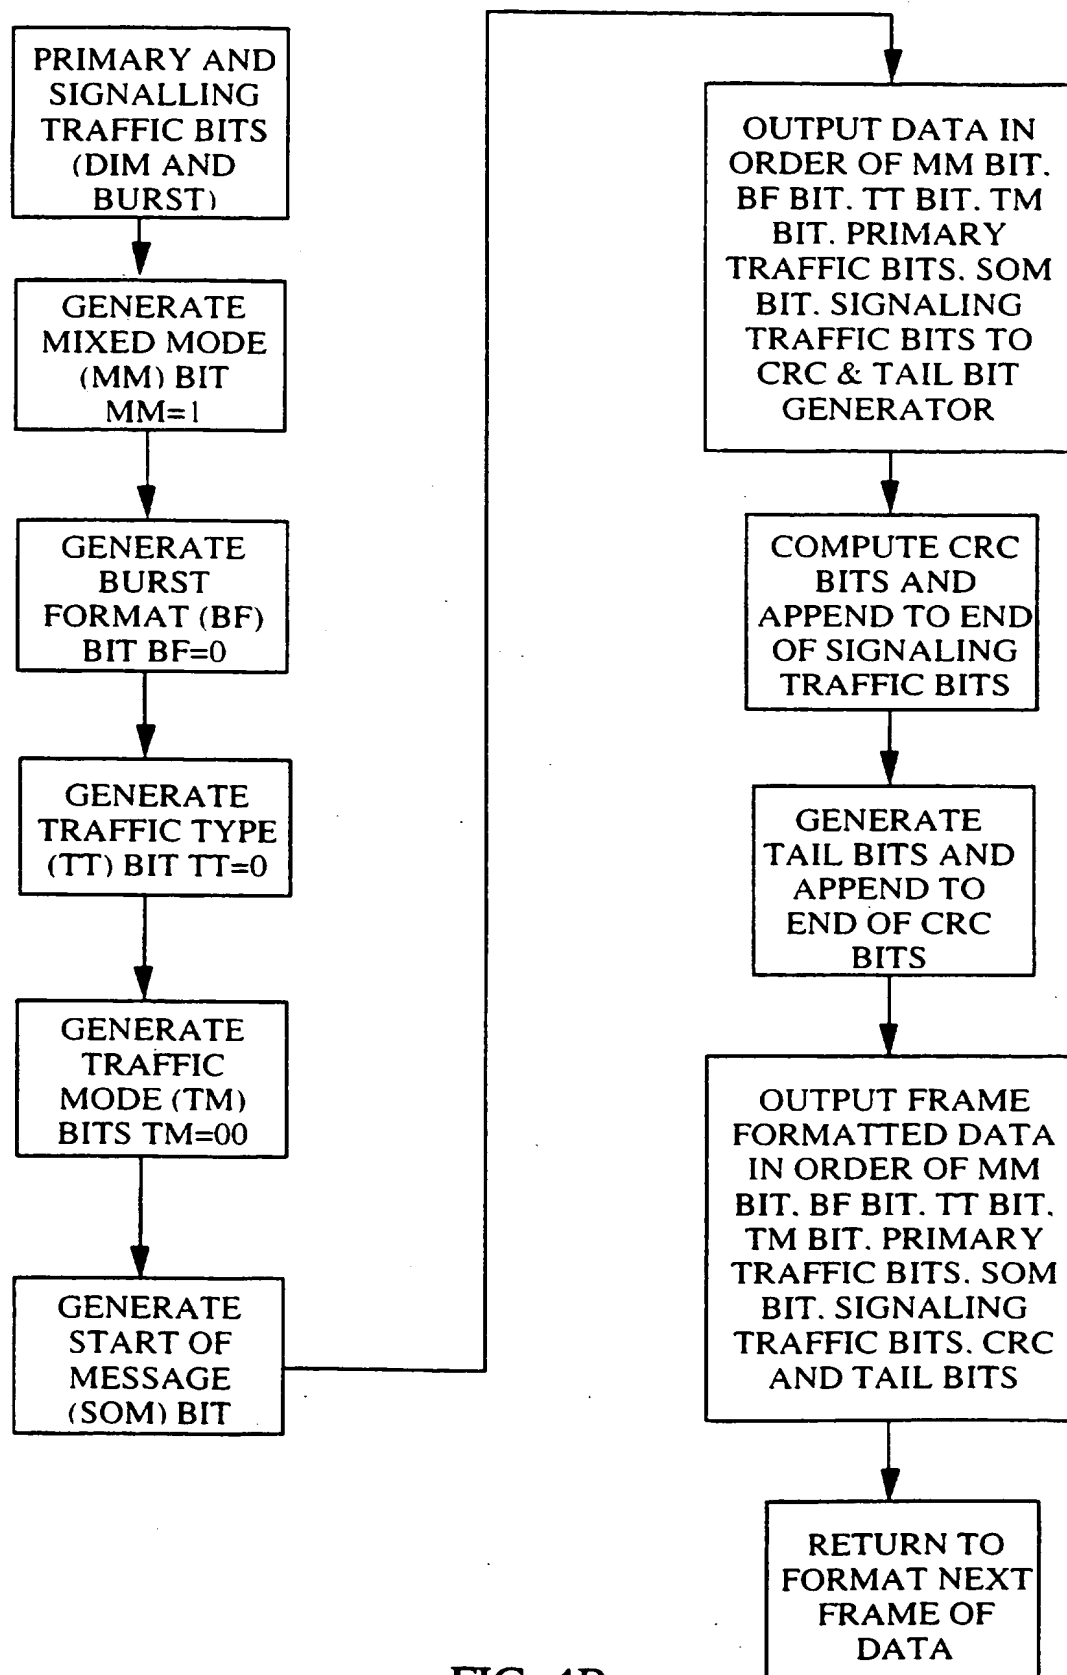 PRIMARY AND
SIGNALLING
TRAFFIC BITS
(DIM AND
BURST)
GENERATE
MIXED MODE
(MM) BIT
MM=1
GENERATE
BURST
FORMAT (BF)
BIT BF=0
GENERATE
TRAFFIC TYPE
(TT) BIT TT=0
GENERATE
TRAFFIC
MODE (TM)
BITS TM=00
GENERATE
START OF
MESSAGE
(SOM) BIT
OUTPUT DATA IN
ORDER OF MM BIT.
BF BIT. TT BIT. TM
BIT. PRIMARY
TRAFFIC BITS. SOM
BIT. SIGNALING
TRAFFIC BITS TO
CRC & TAIL BIT
GENERATOR
COMPUTE CRC
BITS AND
APPEND TO END
OF SIGNALING
TRAFFIC BITS
GENERATE
TAIL BITS AND
APPEND TO
END OF CRC
BITS
OUTPUT FRAME
FORMATTED DATA
IN ORDER OF MM
BIT. BF BIT. TT BIT.
TM BIT. PRIMARY
TRAFFIC BITS. SOM
BIT. SIGNALING
TRAFFIC BITS. CRC
AND TAIL BITS
RETURN TO
FORMAT NEXT
FRAME OF
DATA